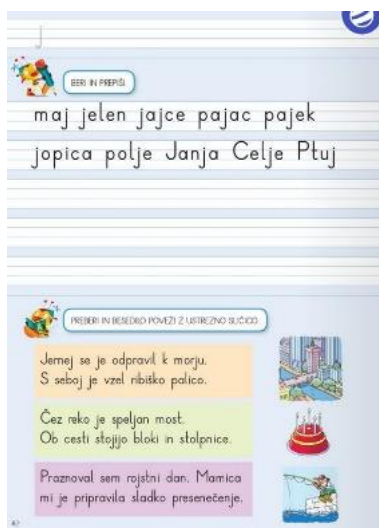 j
BERI IN PREPIŠI.
maj jelen jajce pajac pajek
jopica polje Janja Celje Ptuj
PREBERI IN BESEDILO POVEŽI Z USTREZNO SLIČICO.
Jernej se je odpravil k morju.
S seboj je vzel ribiško palico.
Čez reko je speljan most.
Ob cesti stojijo bloki in stolpnice.
Praznoval sem rojstni dan. Mamica
mi je pripravila sladko presenečenje.